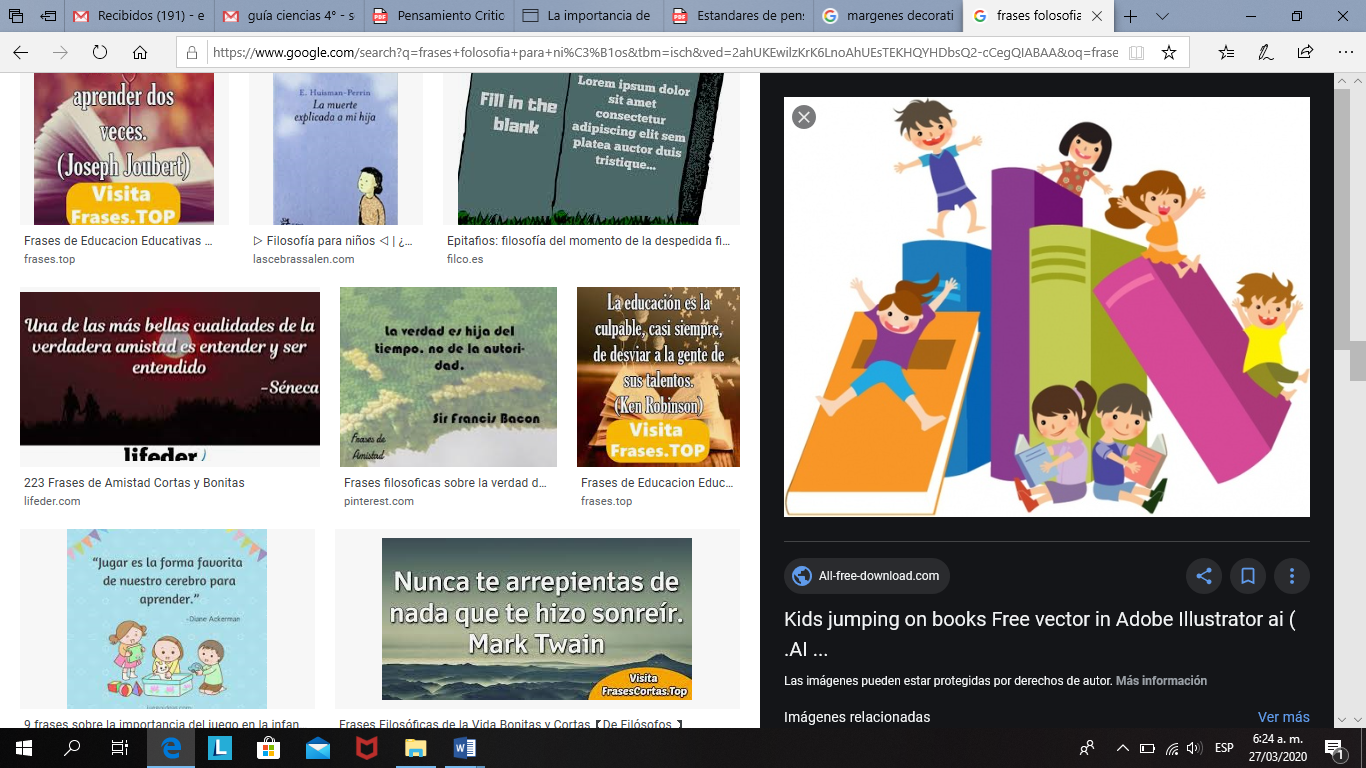 Recibidos (191) - e
guía ciencias 4° - s
Pensamiento Critic
La importancia de
Estandares de pen
margenes decorati
frases folosofia
https://www.google.com/search?q=frases+folosofia+para+ni%C3%B1os&tbm=isch&ved=2ahUKEwilzKrK6LnoAhUEsTEKHQYHDbsQ2-cCegQIABAA&oq=frase
aprender dos
veces.
(Joseph Joubert)
Visita
Frases.TOP
Frases de Educacion Educativas ...
frases.top
E. Huisman-Perrin
La muerte
explicada a mi hija
▷ Filosofía para niños ◁ | ¿...
lascebrassalen.com
Fill in the
blank
Lorem ipsum dolor
sit amet
consectetur
adipiscing elit sem
platea auctor duis
tristique...
Epitafios: filosofía del momento de la despedida fi...
filco.es
Una de las más bellas cualidades de la
verdadera amistad es entender y ser
entendido
-Séneca
lifeder
223 Frases de Amistad Cortas y Bonitas
lifeder.com
La verdad es hija del
tiempo, no de la autori-
dad.
Sir Francis Bacon
Frases de
Amistad
Frases filosoficas sobre la verdad d...
pinterest.com
La educación es la
culpable, casi siempre,
de desviar a la gente de
sus talentos.
(Ken Robinson)
Visita
Frases.TOP
Frases de Educacion Educ...
frases.top
“Jugar es la forma favorita
de nuestro cerebro para
aprender.”
-Diane Ackerman
9 frases sobre la importancia del juego en la infan...
Nunca te arrepientas de
nada que te hizo sonreír.
Mark Twain
Visita
FrasesCortas.Top
Frases Filosóficas de la Vida Bonitas y Cortas【De Filósofos 】
All-free-download.com
Kids jumping on books Free vector in Adobe Illustrator ai (
.AI ...
Las imágenes pueden estar protegidas por derechos de autor. Más información
Imágenes relacionadas
Ver más
ESP
6:24 a. m.
27/03/2020
1